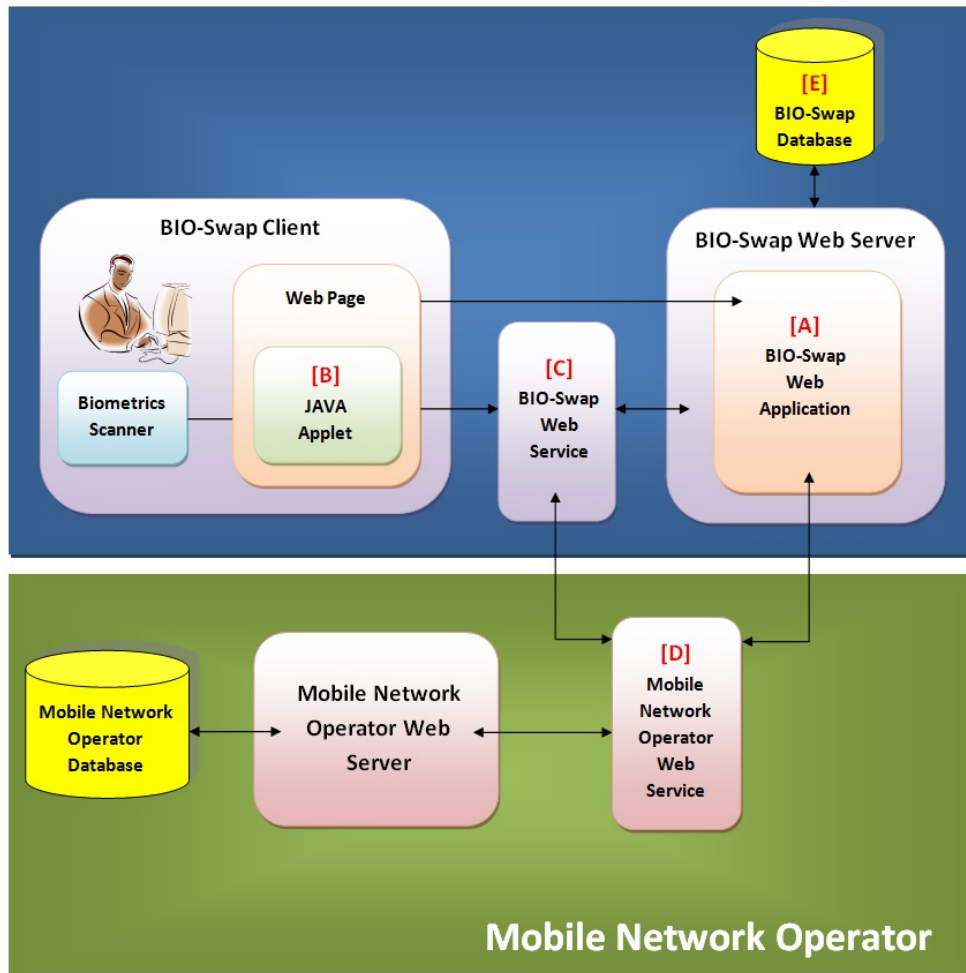 [E]
BIO-Swap
Database
BIO-Swap Client
BIO-Swap Web Server
Web Page
[A]
BIO-Swap
Web
Application
[B]
JAVA
Applet
[C]
BIO-Swap
Web
Service
Biometrics
Scanner
[D]
Mobile
Network
Operator
Web
Service
Mobile Network
Operator Web
Server
Mobile Network
Operator
Database
Mobile Network Operator